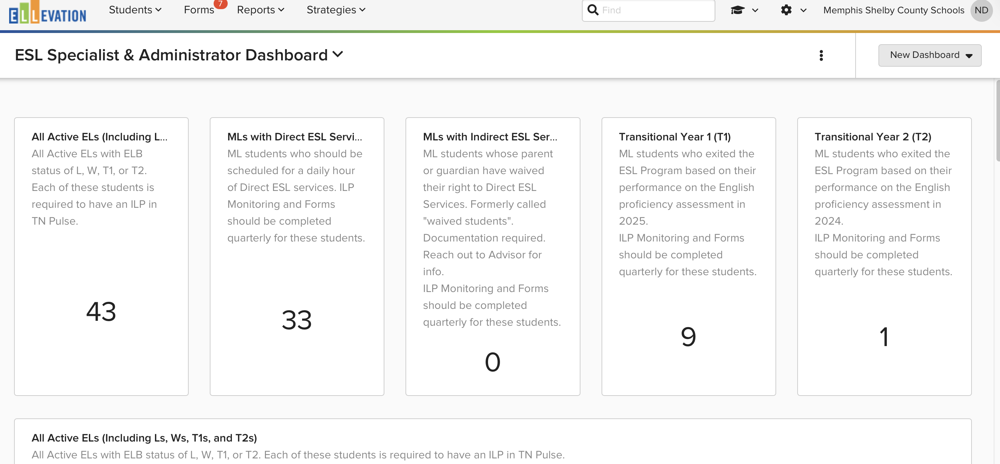 ELLEVATION
Students
Forms
7
Reports
Strategies
Find
Memphis Shelby County Schools
ND
ESL Specialist & Administrator Dashboard
New Dashboard
All Active ELs (Including L...
All Active ELs with ELB
status of L, W, T1, or T2.
Each of these students is
required to have an ILP in
TN Pulse.
43
MLs with Direct ESL Servi...
ML students who should be
scheduled for a daily hour
of Direct ESL services. ILP
Monitoring and Forms
should be completed
quarterly for these students.
33
MLs with Indirect ESL Ser...
ML students whose parent
or guardian have waived
their right to Direct ESL
Services. Formerly called
"waived students".
Documentation required.
Reach out to Advisor for
info.
ILP Monitoring and Forms
should be completed
quarterly for these students.
0
Transitional Year 1 (T1)
ML students who exited the
ESL Program based on their
performance on the English
proficiency assessment in
2025.
ILP Monitoring and Forms
should be completed
quarterly for these students.
9
Transitional Year 2 (T2)
ML students who exited the
ESL Program based on their
performance on the English
proficiency assessment in
2024.
ILP Monitoring and Forms
should be completed
quarterly for these students.
1
All Active ELs (Including Ls, Ws, T1s, and T2s)
All Active ELs with ELB status of L, W, T1, or T2. Each of these students is required to have an ILP in TN Pulse.